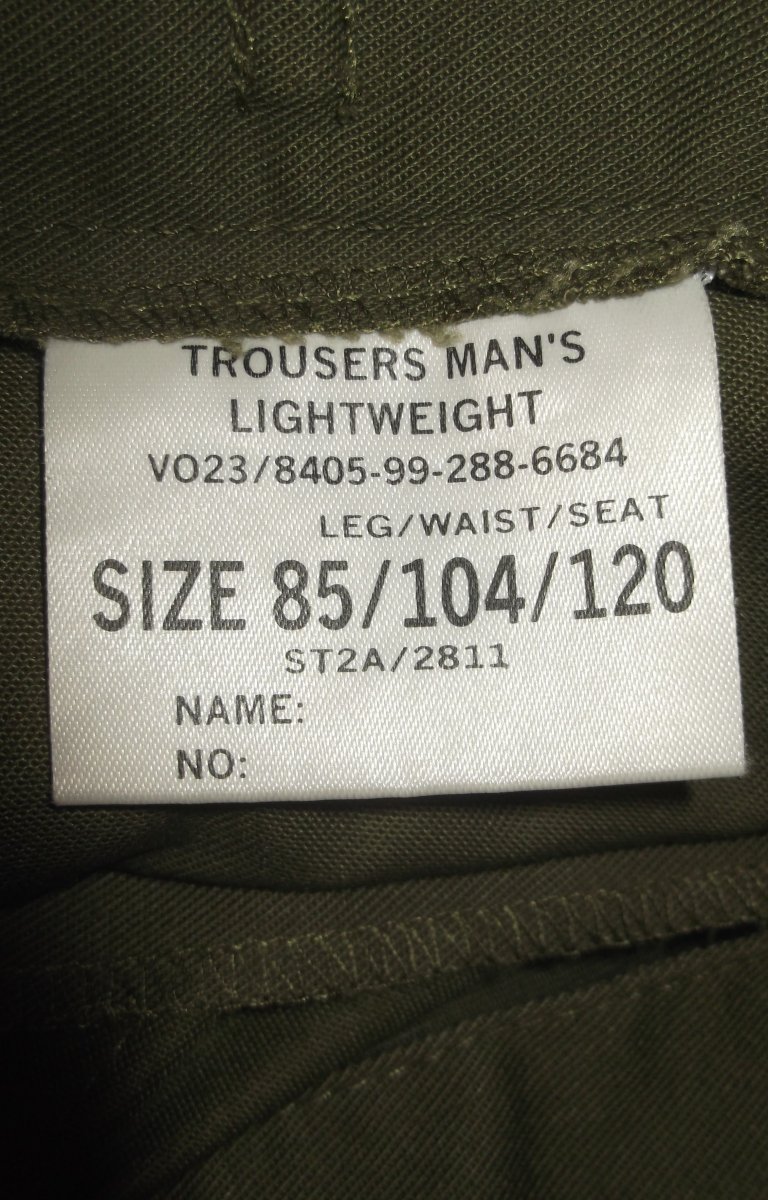 TROUSERS MAN'S
LIGHTWEIGHT
VO23/8405-99-288-6684
LEG/WAIST/SEAT
SIZE 85/104/120
ST2A/2811
NAME:
NO: